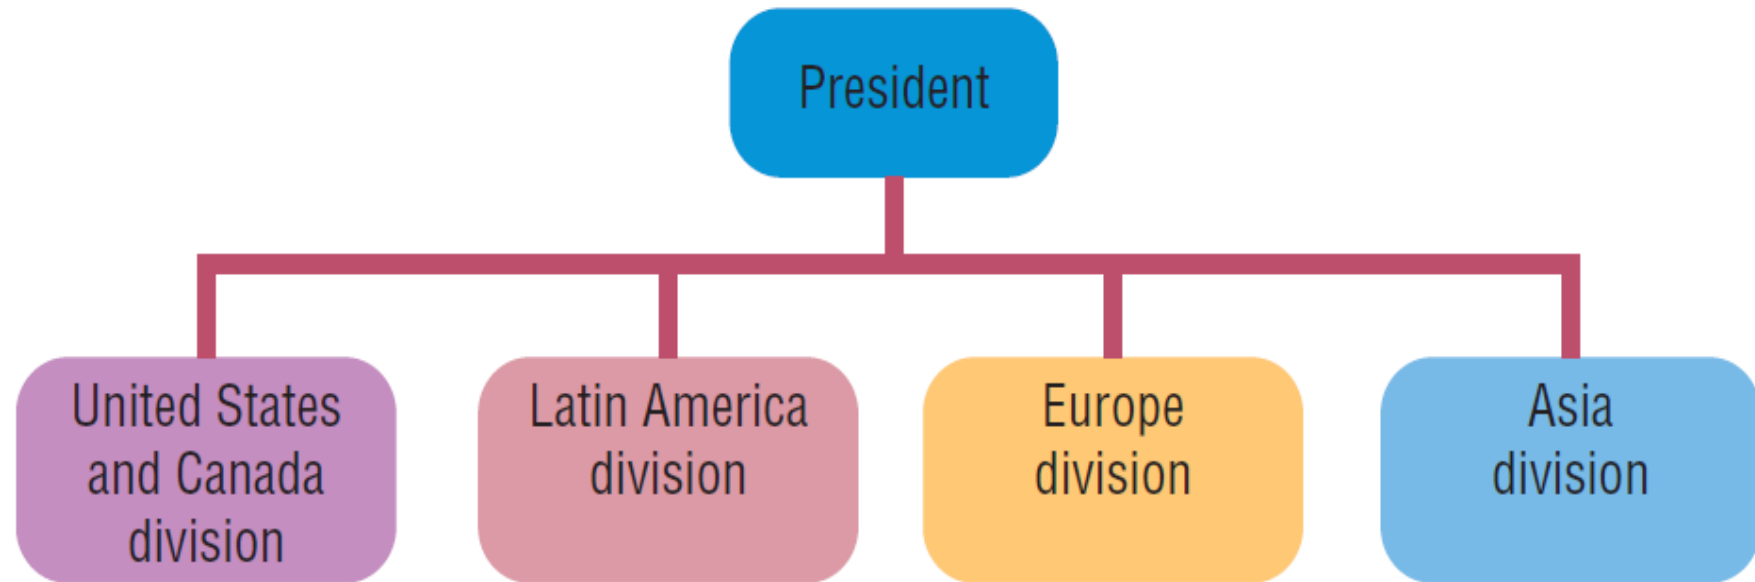 President
United States
and Canada
division
Latin America
division
Europe
division
Asia
division